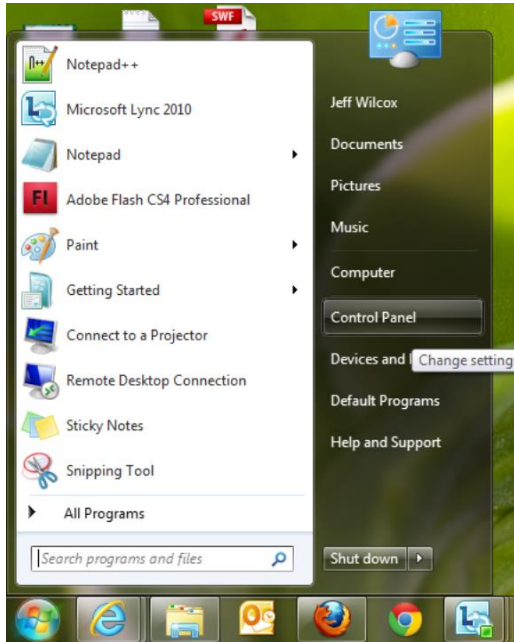 SWF
Notepad++
Microsoft Lync 2010
Notepad
Adobe Flash CS4 Professional
Paint
Getting Started
Connect to a Projector
Remote Desktop Connection
Sticky Notes
Snipping Tool
All Programs
Search programs and files
Jeff Wilcox
Documents
Pictures
Music
Computer
Control Panel
Devices and
Change setting
Default Programs
Help and Support
Shut down